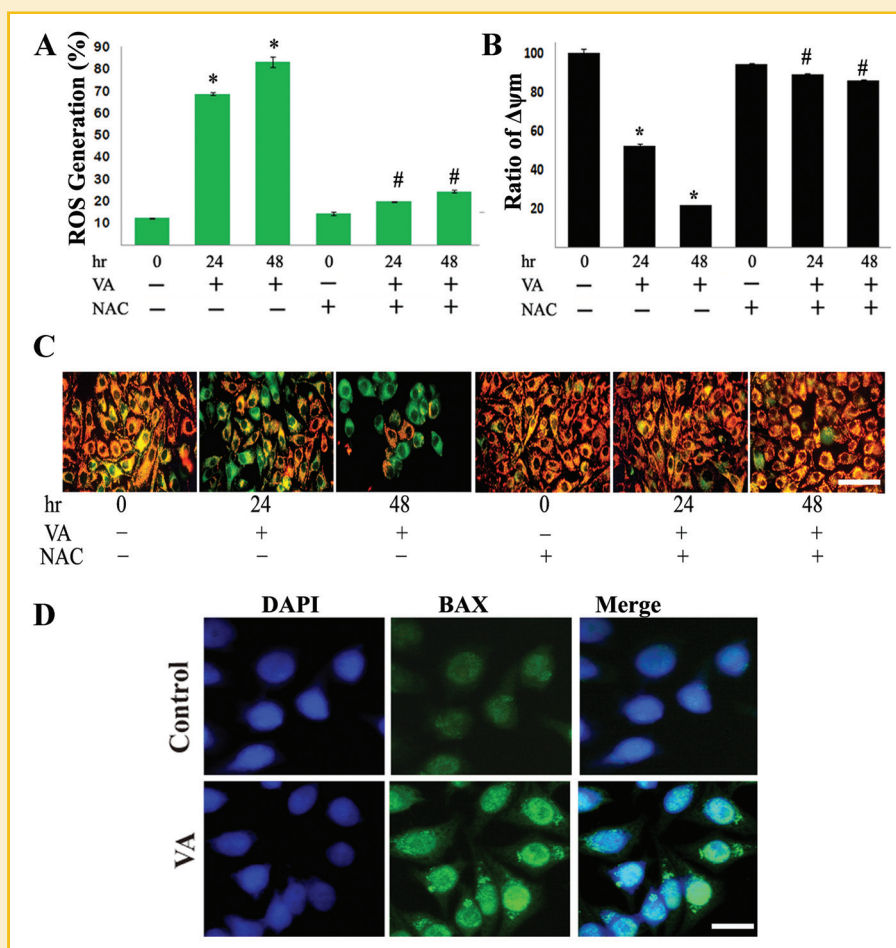 A
ROS Generation (%)
90
80
70
60
50
40
30
20
10
* * # #
hr 0 24 48 0 24 48
VA − + + − + +
NAC − − − + + +
B
Ratio of Δψm
100
80
60
40
20
* * # #
hr 0 24 48 0 24 48
VA − + + − + +
NAC − − − + + +
C
hr 0 24 48 0 24 48
VA − + + − + +
NAC − − − + + +
D
DAPI BAX Merge
Control
VA